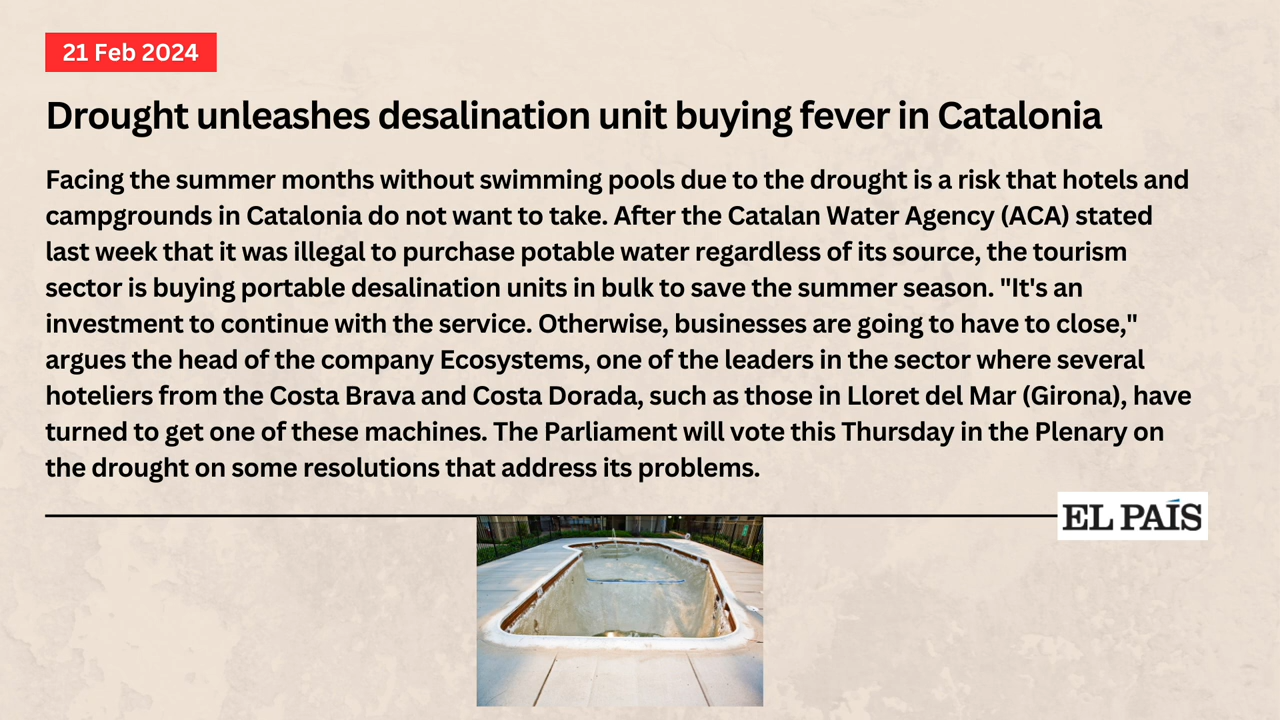 21 Feb 2024
Drought unleashes desalination unit buying fever in Catalonia
Facing the summer months without swimming pools due to the drought is a risk that hotels and
campgrounds in Catalonia do not want to take. After the Catalan Water Agency (ACA) stated
last week that it was illegal to purchase potable water regardless of its source, the tourism
sector is buying portable desalination units in bulk to save the summer season. "It's an
investment to continue with the service. Otherwise, businesses are going to have to close,"
argues the head of the company Ecosystems, one of the leaders in the sector where several
hoteliers from the Costa Brava and Costa Dorada, such as those in Lloret del Mar (Girona), have
turned to get one of these machines. The Parliament will vote this Thursday in the Plenary on
the drought on some resolutions that address its problems.
EL PAÍS